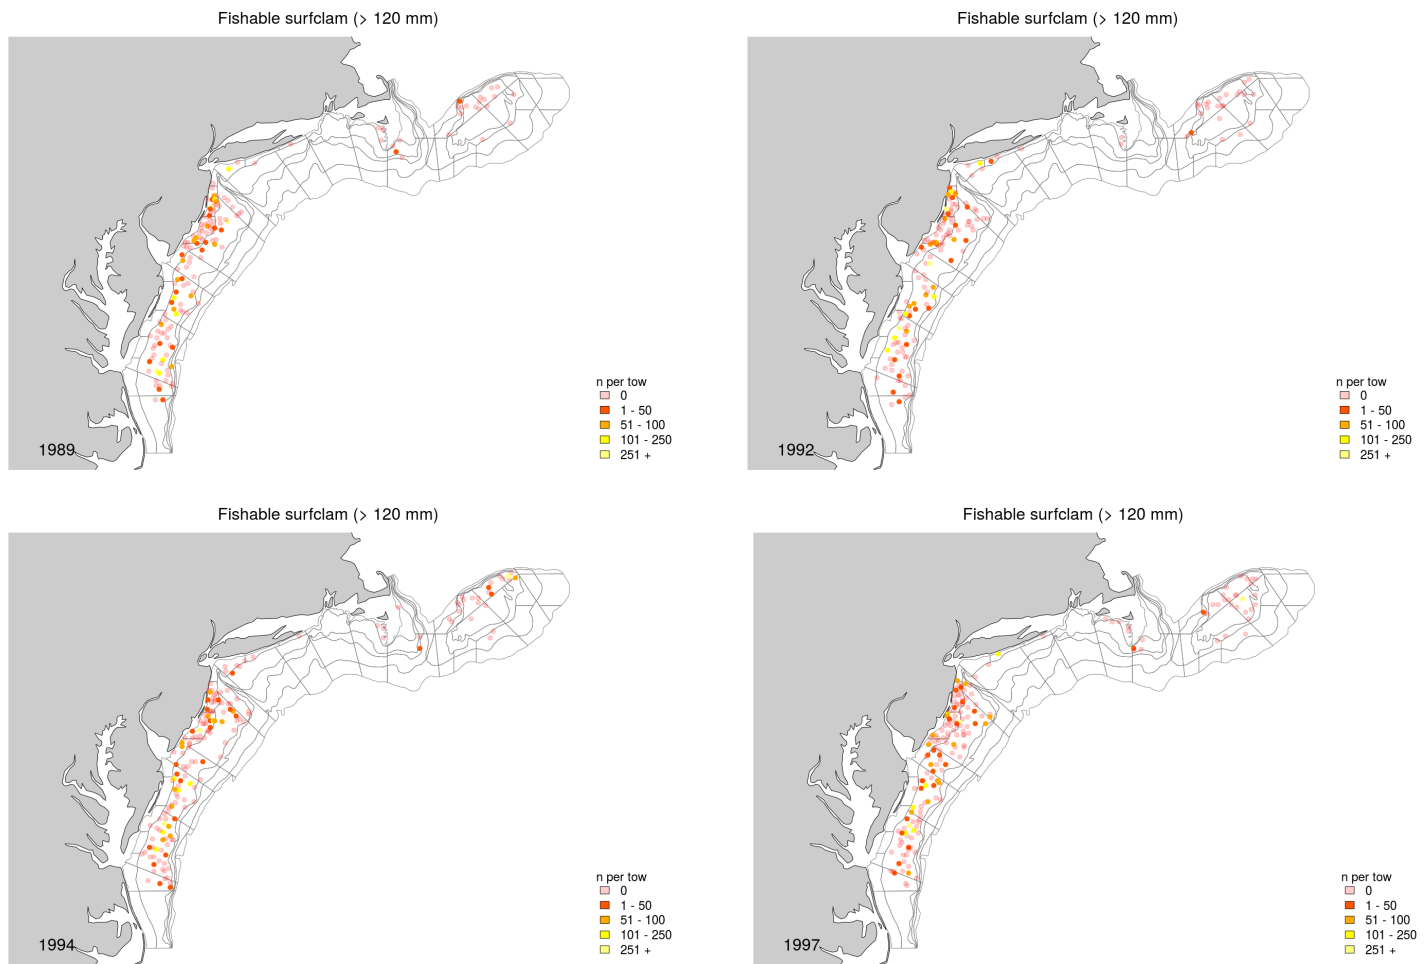 Fishable surfclam (> 120 mm)
n per tow
0
1 - 50
51 - 100
101 - 250
251 +
1989
Fishable surfclam (> 120 mm)
n per tow
0
1 - 50
51 - 100
101 - 250
251 +
1992
Fishable surfclam (> 120 mm)
n per tow
0
1 - 50
51 - 100
101 - 250
251 +
1994
Fishable surfclam (> 120 mm)
n per tow
0
1 - 50
51 - 100
101 - 250
251 +
1997